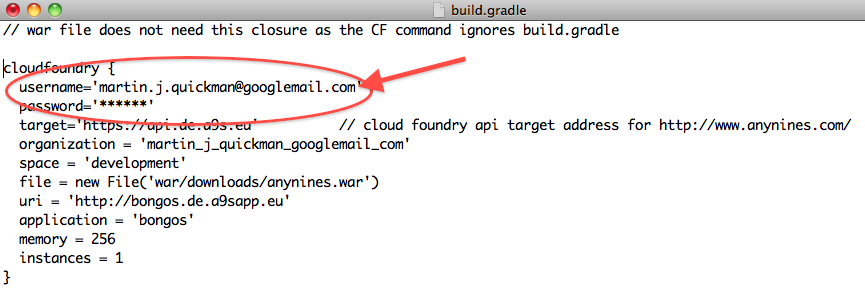 build.gradle
// war file does not need this closure as the CF command ignores build.gradle
cloudfoundry {
username='martin.j.quickman@googlemail.com'
password='******'
target='https://api.de.a9s.eu' // cloud foundry api target address for http://www.anynines.com/
organization = 'martin_j_quickman_googlemail_com'
space = 'development'
file = new File('war/downloads/anynines.war')
uri = 'http://bongos.de.a9sapp.eu'
application = 'bongos'
memory = 256
instances = 1
}